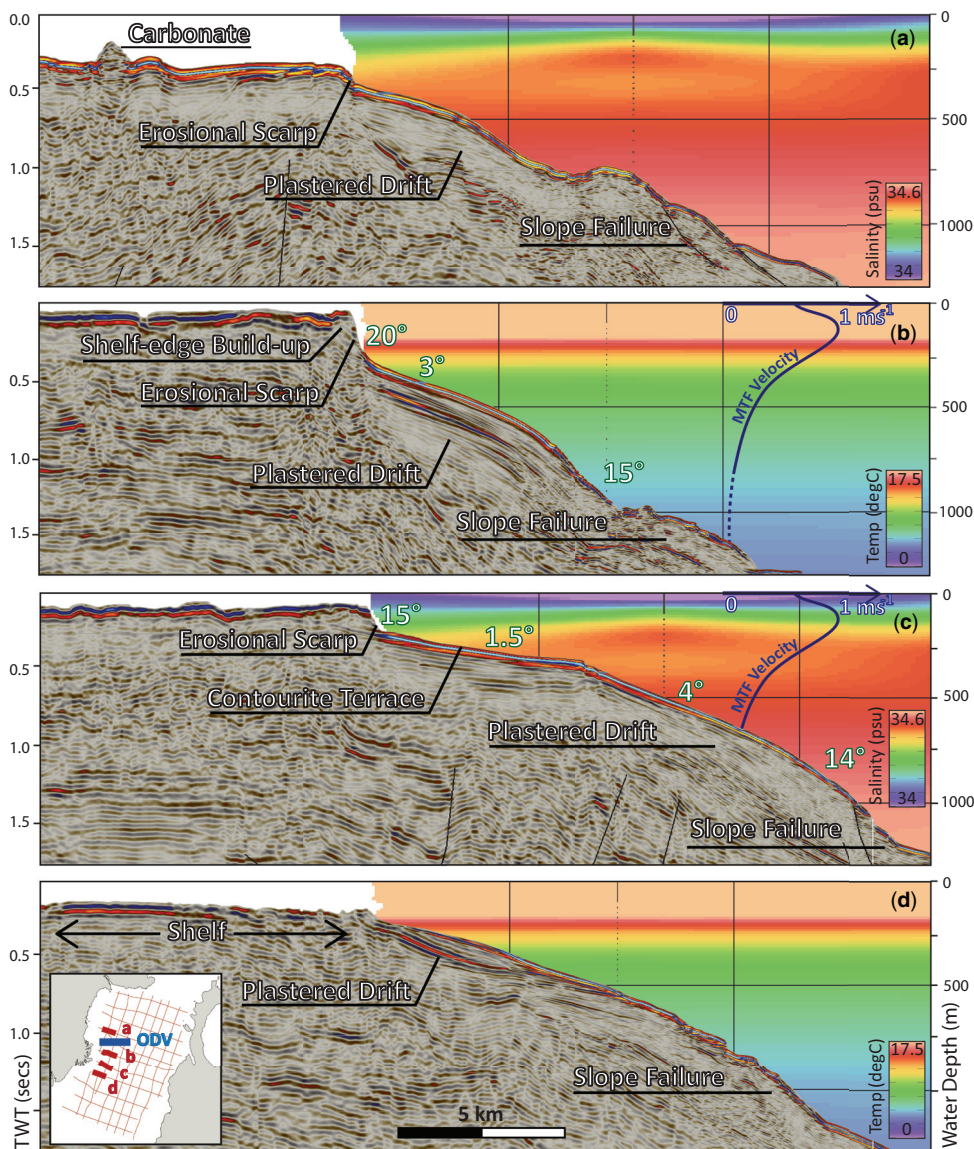 0.0
Carbonate
(a)
0
0.5
Erosional Scarp
500
Plastered Drift
1.0
34.6
Slope Failure
Salinity (psu)
1000
1.5
34
(b)
0
0
1 ms-1
20°
Shelf-edge Build-up
3°
Erosional Scarp
0.5
MTF Velocity
500
1.0
Plastered Drift
15°
17.5
Slope Failure
Temp (degC)
1000
1.5
0
(c)
0
0
1 ms-1
15°
Erosional Scarp
1.5°
0.5
MTF Velocity
Contourite Terrace
4°
500
Plastered Drift
34.6
1.0
14°
Salinity (psu)
34
1000
1.5
Slope Failure
(d)
0
Shelf
0.5
Plastered Drift
500
a
ODV
b
c
d
1.0
17.5
Slope Failure
Temp (degC)
0
5 km
TWT (secs)
Water Depth (m)